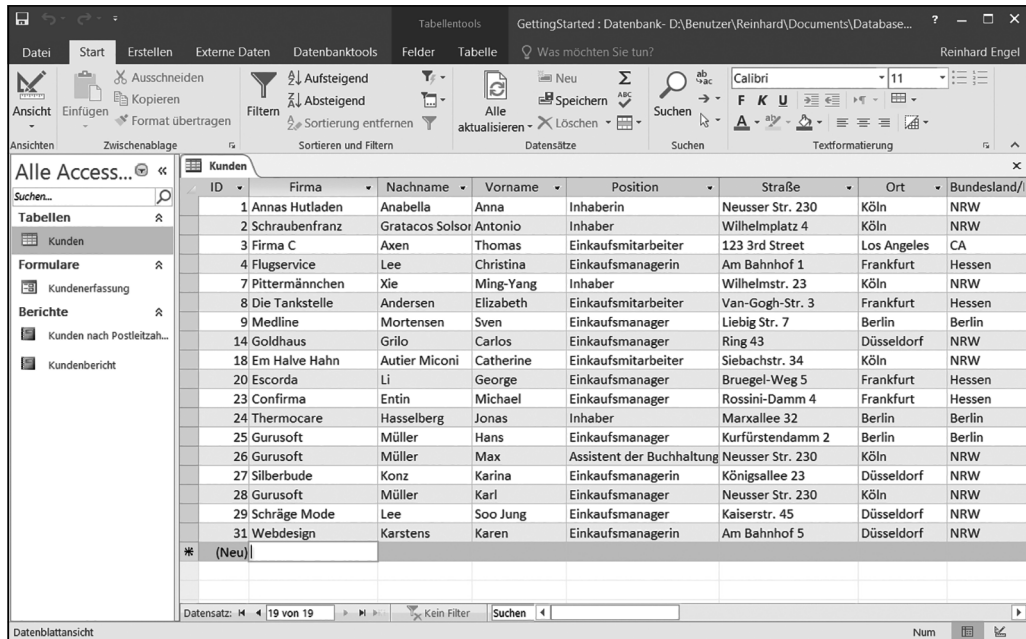 Tabellentools GettingStarted : Datenbank- D:\Benutzer\Reinhard\Documents\Database... ?
Datei Start Erstellen Externe Daten Datenbanktools Felder Tabelle Was möchten Sie tun? Reinhard Engel
Ansicht
Einfügen
Ausschneiden
Kopieren
Format übertragen
Filtern
Aufsteigend
Absteigend
Sortierung entfernen
Alle
aktualisieren
Neu
Speichern
Löschen
Suchen
Calibri 11
F K U
Ansichten Zwischenablage Sortieren und Filtern Datensätze Suchen Textformatierung
Alle Access... «
Suchen...
Tabellen
Kunden
Formulare
Kundenerfassung
Berichte
Kunden nach Postleitzah...
Kundenbericht
Kunden
ID Firma Nachname Vorname Position Straße Ort Bundesland/
1 Annas Hutladen Anabella Anna Inhaberin Neusser Str. 230 Köln NRW
2 Schraubenfranz Gratacos Solsor Antonio Inhaber Wilhelmplatz 4 Köln NRW
3 Firma C Axen Thomas Einkaufsmitarbeiter 123 3rd Street Los Angeles CA
4 Flugservice Lee Christina Einkaufsmanagerin Am Bahnhof 1 Frankfurt Hessen
7 Pittermännchen Xie Ming-Yang Inhaber Wilhelmstr. 23 Köln NRW
8 Die Tankstelle Andersen Elizabeth Einkaufsmitarbeiter Van-Gogh-Str. 3 Frankfurt Hessen
9 Medline Mortensen Sven Einkaufsmanager Liebig Str. 7 Berlin Berlin
14 Goldhaus Grilo Carlos Einkaufsmanager Ring 43 Düsseldorf NRW
18 Em Halve Hahn Autier Miconi Catherine Einkaufsmitarbeiter Siebachstr. 34 Köln NRW
20 Escorda Li George Einkaufsmanager Bruegel-Weg 5 Frankfurt Hessen
23 Confirma Entin Michael Einkaufsmanager Rossini-Damm 4 Frankfurt Hessen
24 Thermocare Hasselberg Jonas Inhaber Marxallee 32 Berlin Berlin
25 Gurusoft Müller Hans Einkaufsmanager Kurfürstendamm 2 Berlin Berlin
26 Gurusoft Müller Max Assistent der Buchhaltung Neusser Str. 230 Köln NRW
27 Silberbude Konz Karina Einkaufsmanagerin Königsallee 23 Düsseldorf NRW
28 Gurusoft Müller Karl Einkaufsmanager Neusser Str. 230 Köln NRW
29 Schräge Mode Lee Soo Jung Einkaufsmanager Kaiserstr. 45 Düsseldorf NRW
31 Webdesign Karstens Karen Einkaufsmanagerin Am Bahnhof 5 Düsseldorf NRW
(Neu)
Datensatz: 19 von 19 Kein Filter Suchen
Datenblattansicht Num